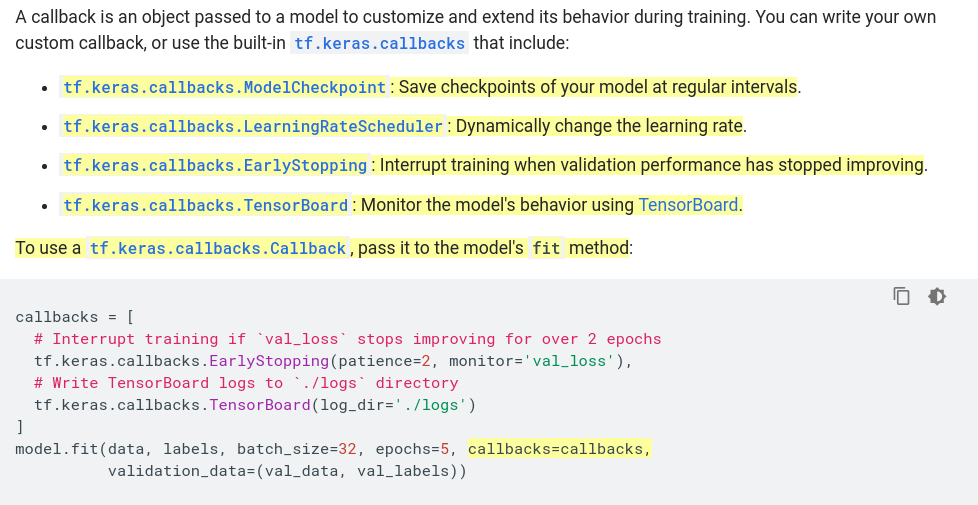 A callback is an object passed to a model to customize and extend its behavior during training. You can write your own
custom callback, or use the built-in tf.keras.callbacks that include:
• tf.keras.callbacks.ModelCheckpoint: Save checkpoints of your model at regular intervals.
• tf.keras.callbacks.LearningRateScheduler: Dynamically change the learning rate.
• tf.keras.callbacks.EarlyStopping: Interrupt training when validation performance has stopped improving.
• tf.keras.callbacks.TensorBoard: Monitor the model's behavior using TensorBoard.
To use a tf.keras.callbacks.Callback, pass it to the model's fit method:
callbacks = [
  # Interrupt training if `val_loss` stops improving for over 2 epochs
  tf.keras.callbacks.EarlyStopping(patience=2, monitor='val_loss'),
  # Write TensorBoard logs to `./logs` directory
  tf.keras.callbacks.TensorBoard(log_dir='./logs')
]
model.fit(data, labels, batch_size=32, epochs=5, callbacks=callbacks,
          validation_data=(val_data, val_labels))